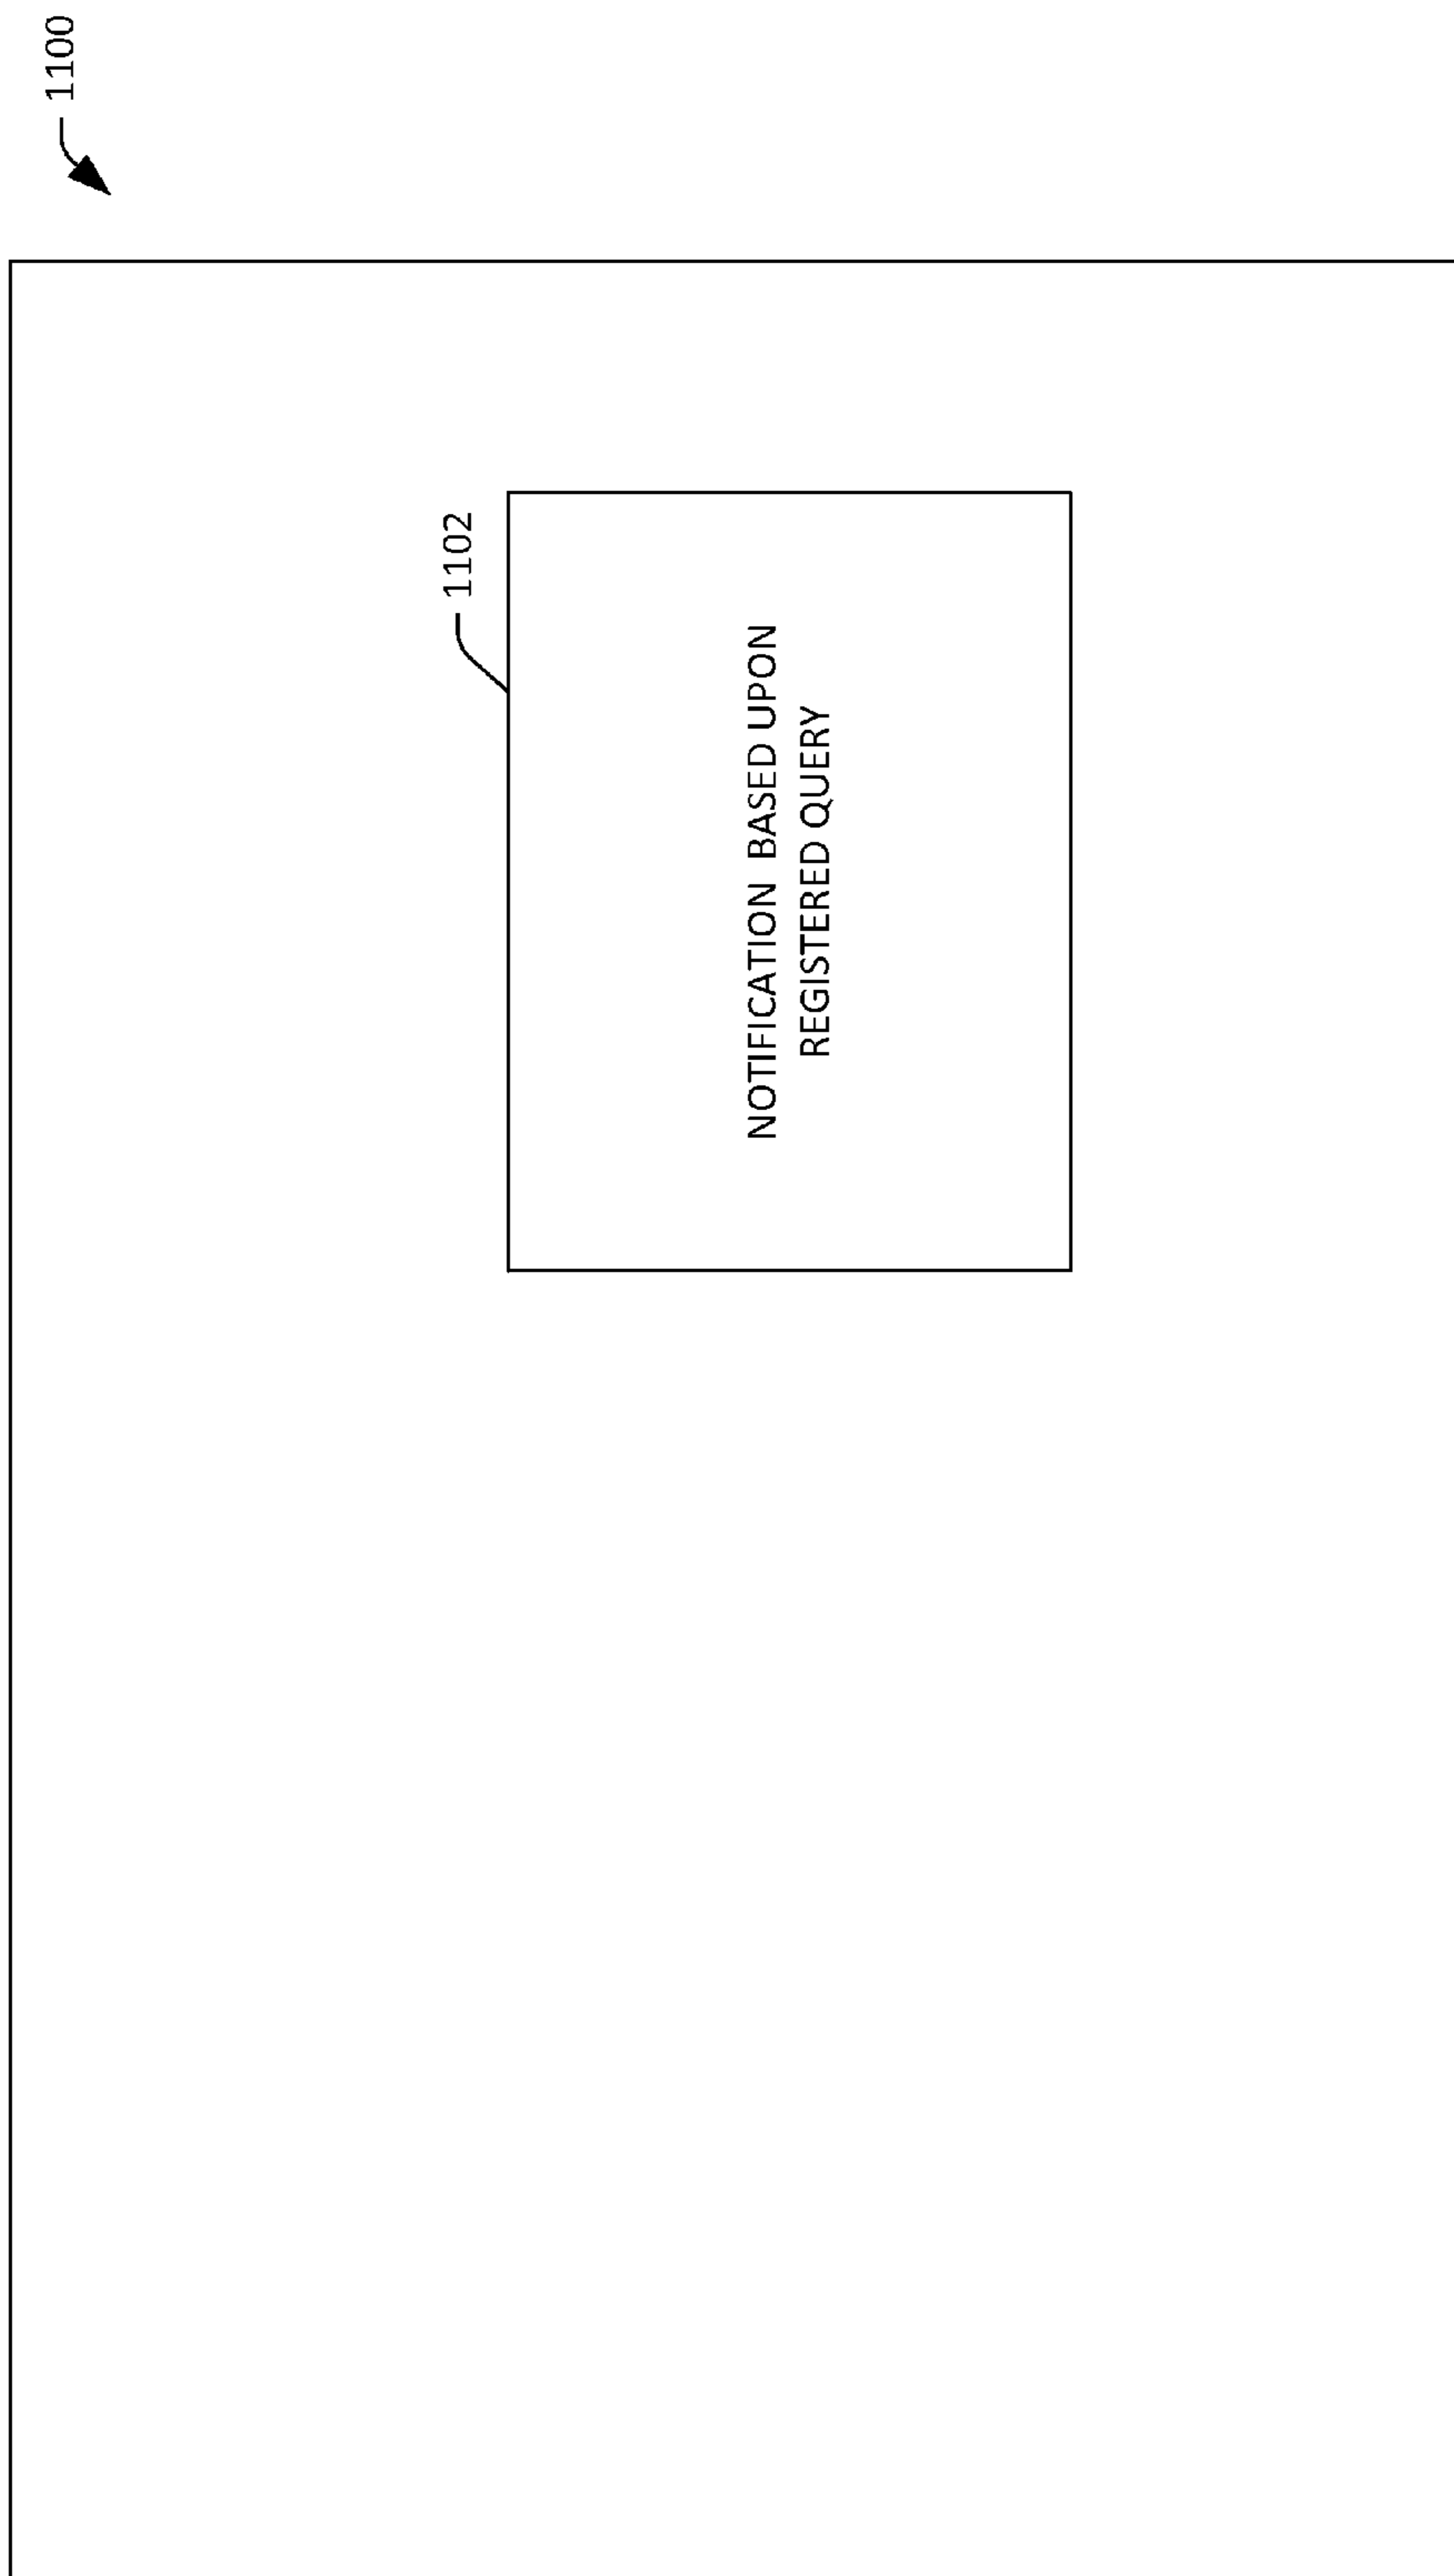 1100
1102
NOTIFICATION BASED UPON
REGISTERED QUERY